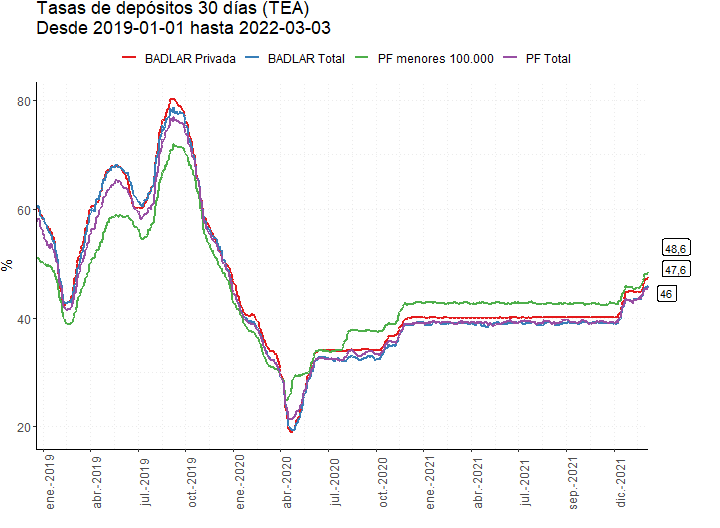 Tasas de depósitos 30 días (TEA)
Desde 2019-01-01 hasta 2022-03-03
BADLAR Privada BADLAR Total PF menores 100.000 PF Total
%
80
60
40
20
48,6
47,6
46
ene.-2019
abr.-2019
jul.-2019
oct.-2019
ene.-2020
abr.-2020
jul.-2020
oct.-2020
ene.-2021
abr.-2021
jun.-2021
sep.-2021
dic.-2021